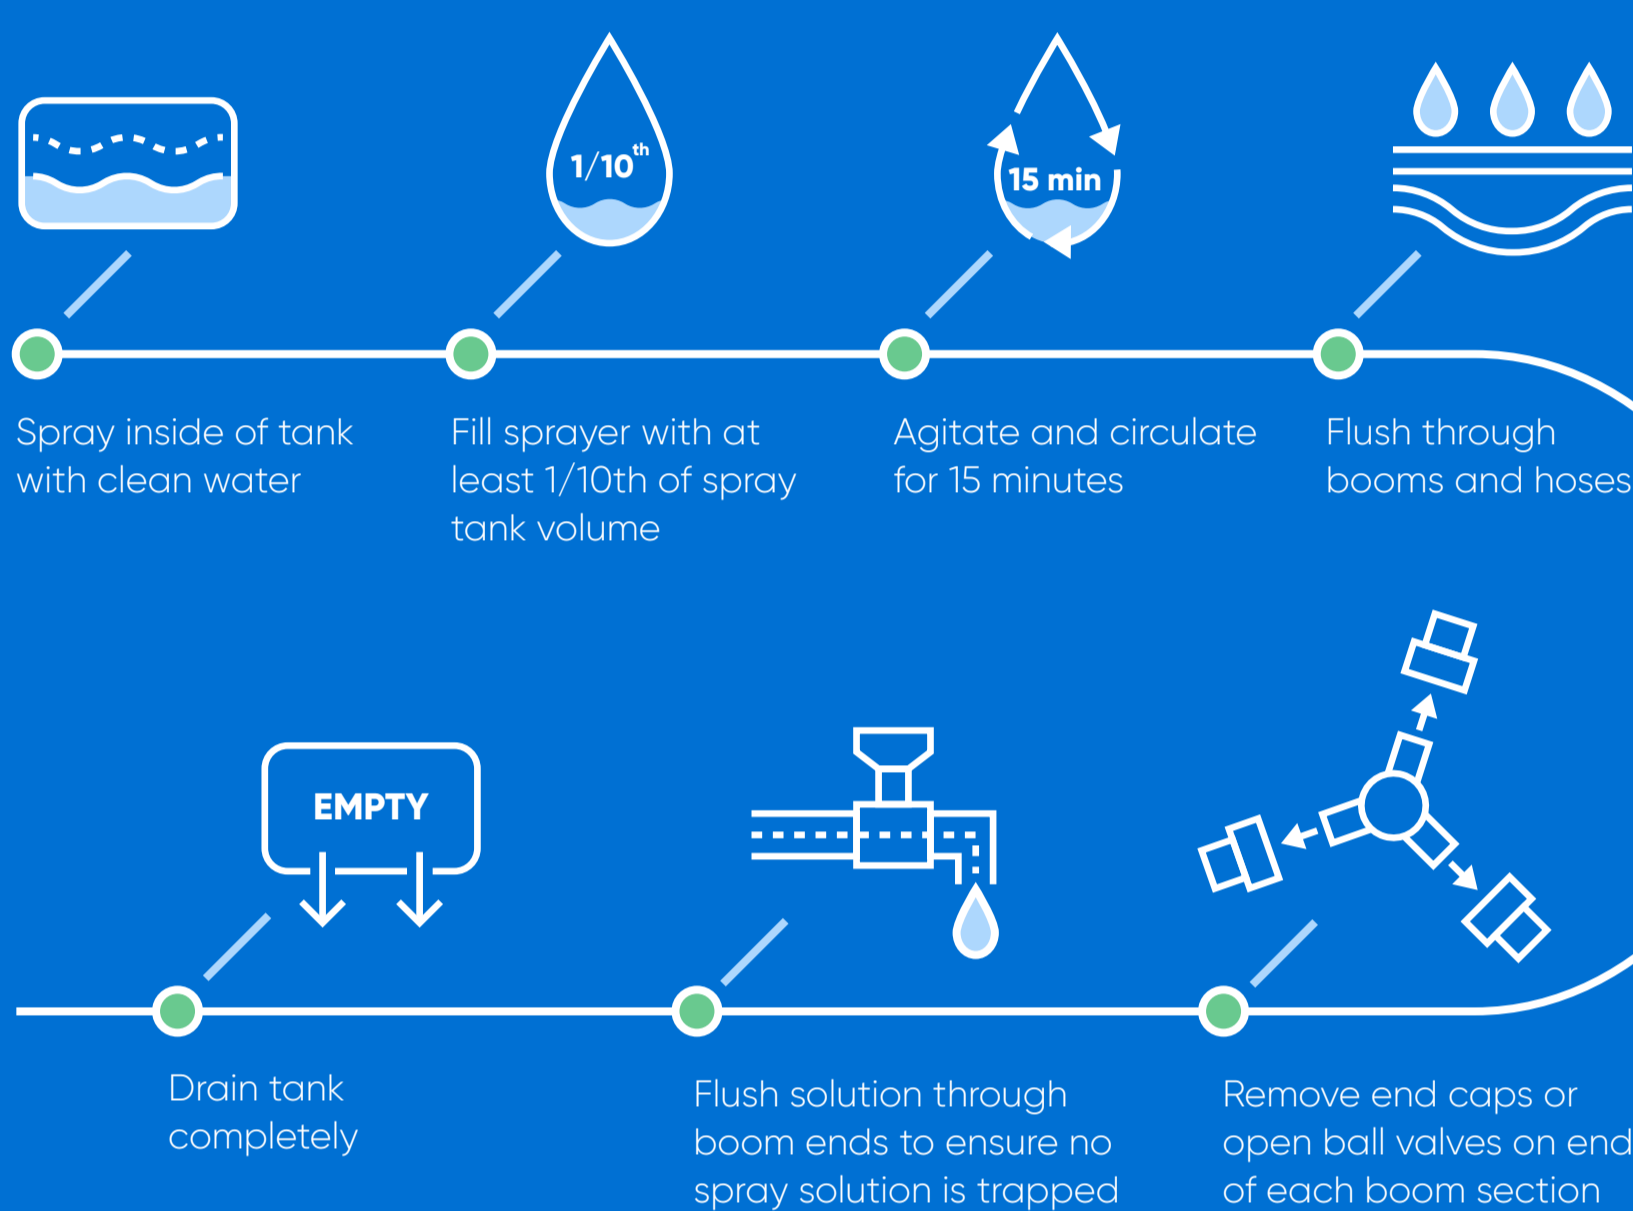 1/10th
15 min
Spray inside of tank
with clean water
Fill sprayer with at
least 1/10th of spray
tank volume
Agitate and circulate
for 15 minutes
Flush through
booms and hoses
EMPTY
Drain tank
completely
Flush solution through
boom ends to ensure no
spray solution is trapped
Remove end caps or
open ball valves on end
of each boom section